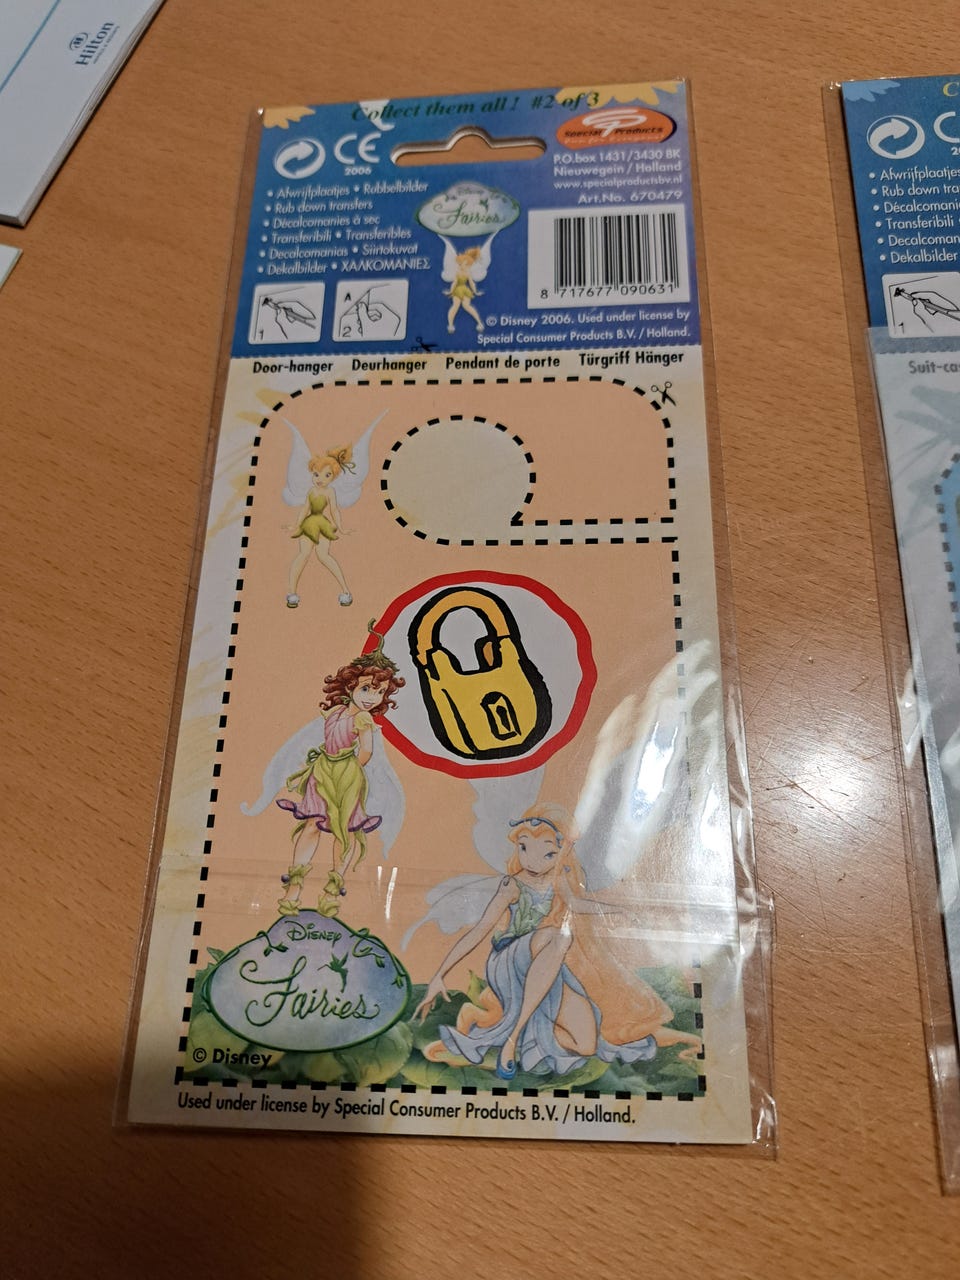 Hilton
Collect them all! #2 of 3
CE
2006
Special Products
P.O.box 1431/3430 BK
Nieuwegein / Holland
www.specialproductsbv.nl
Art.No. 670479
• Afwrijfplaatjes • Rubbelbilder
• Rub down transfers
• Décalcomanies à sec
• Transferibili • Transferibles
• Decalcomanias • Siirtokuvat
• Dekalbilder • ΧΑΛΚΟΜΑΝΙΕΣ
Disney
Fairies
1
A
2
8 717677 090631
© Disney 2006. Used under license by
Special Consumer Products B.V. / Holland.
Door-hanger Deurhanger Pendant de porte Türgriff Hänger
Disney
Fairies
© Disney
Used under license by Special Consumer Products B.V. / Holland.
C
C
20
• Afwrijfplaatjes
• Rub down tra
• Décalcomani
• Transferibili
• Decalcoman
• Dekalbilder
1
Suit-cas